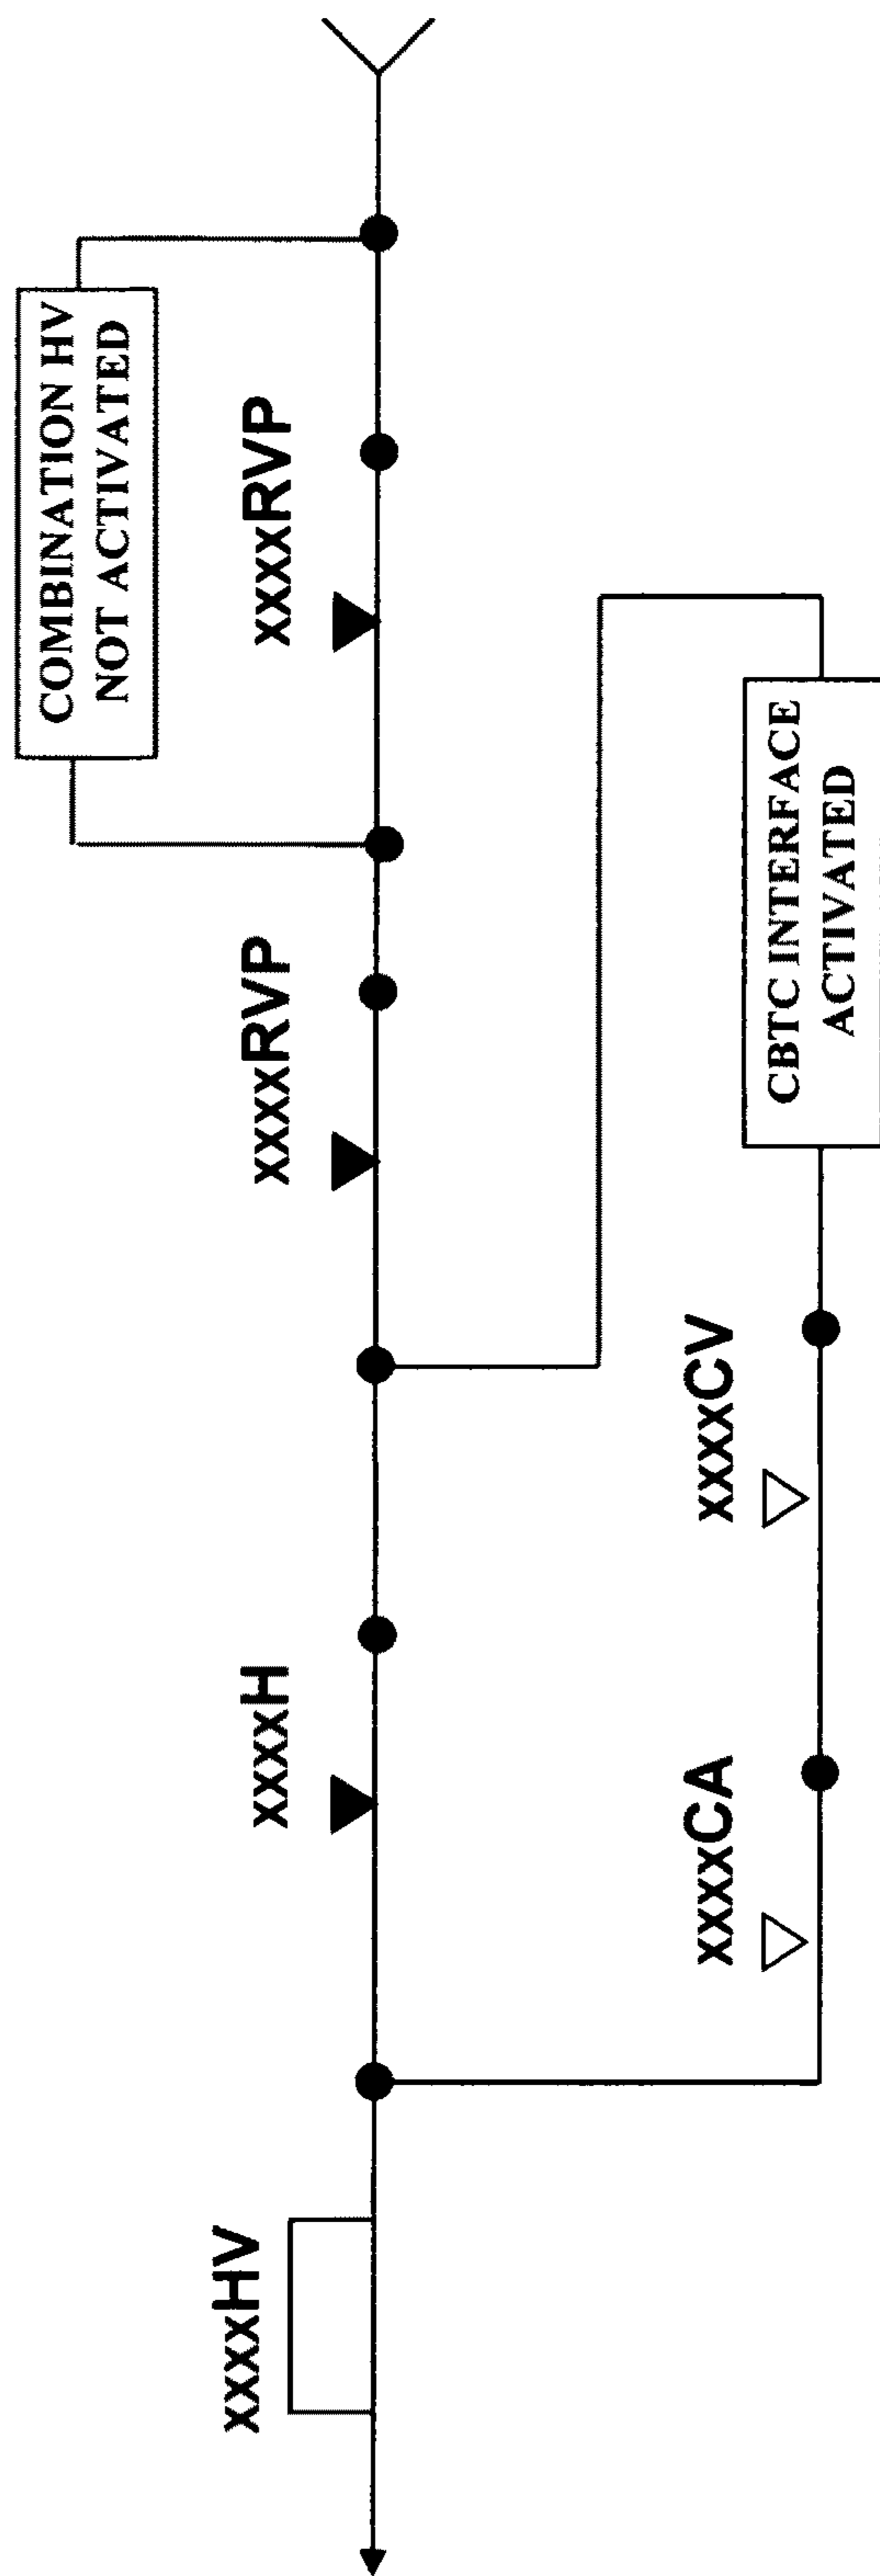 COMBINATION HV
NOT ACTIVATED
xxxxHV
xxxxH
xxxxRVP
xxxxRVP
xxxxCA
xxxxCV
CBTC INTERFACE
ACTIVATED